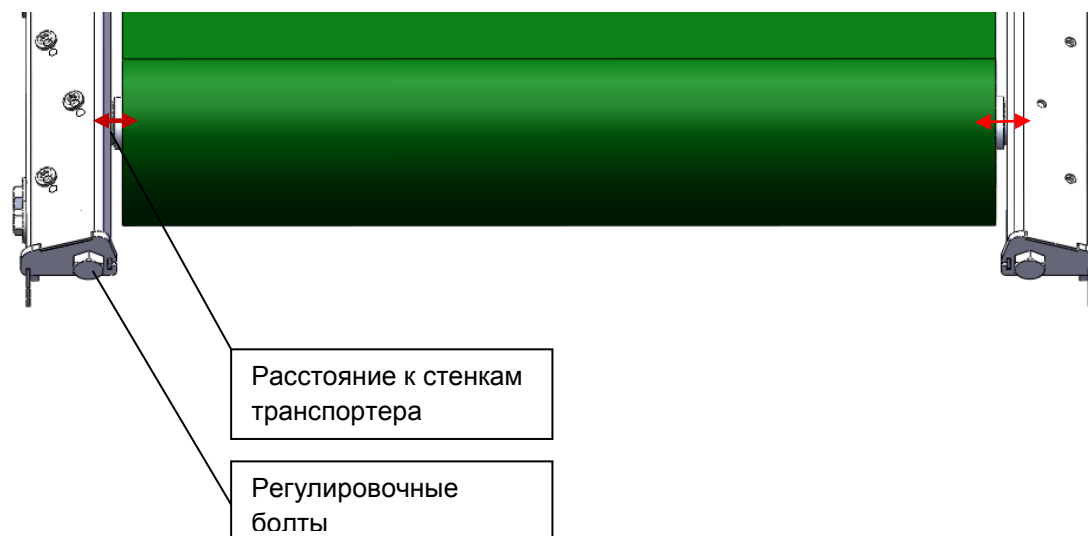 Расстояние к стенкам
транспортера
Регулировочные
болты